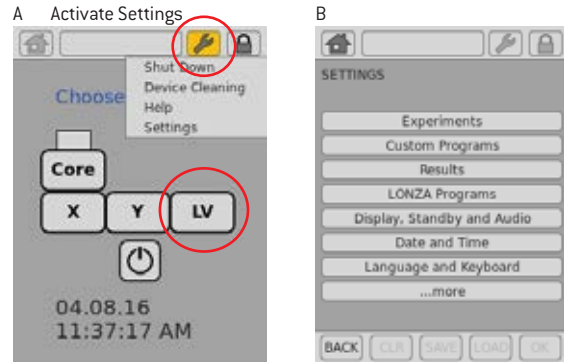 A Activate Settings
Shut Down
Device Cleaning
Help
Settings
Choose
Core
X Y LV
04.08.16
11:37:17 AM
B
SETTINGS
Experiments
Custom Programs
Results
LONZA Programs
Display, Standby and Audio
Date and Time
Language and Keyboard
...more
BACK CLR SAVE LOAD OK